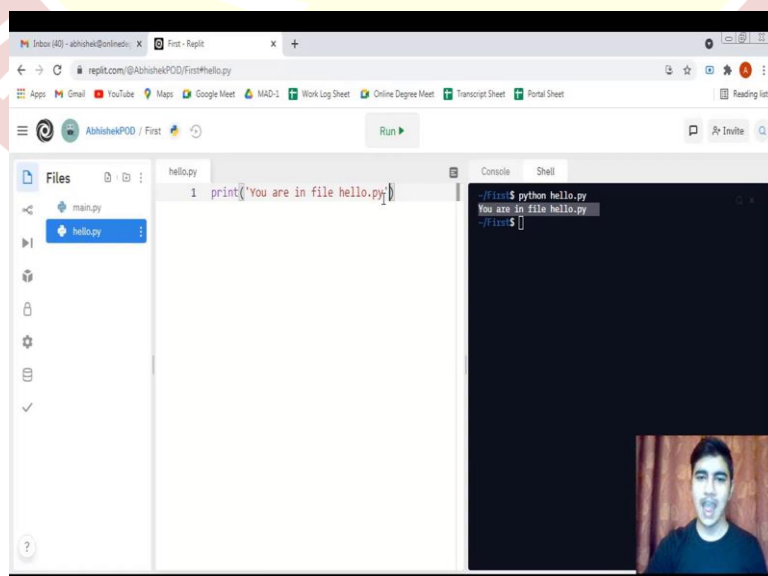 Inbox (40) - abhishek@onlinede
First - Replit
replit.com/@AbhishekPOD/First#hello.py
Apps Gmail YouTube Maps Google Meet MAD-1 Work Log Sheet Online Degree Meet Transcript Sheet Portal Sheet Reading list
AbhishekPOD / First
Run
Invite
Files
main.py
hello.py
hello.py
1 print('You are in file hello.py')
Console Shell
~/First$ python hello.py
You are in file hello.py
~/First$
?